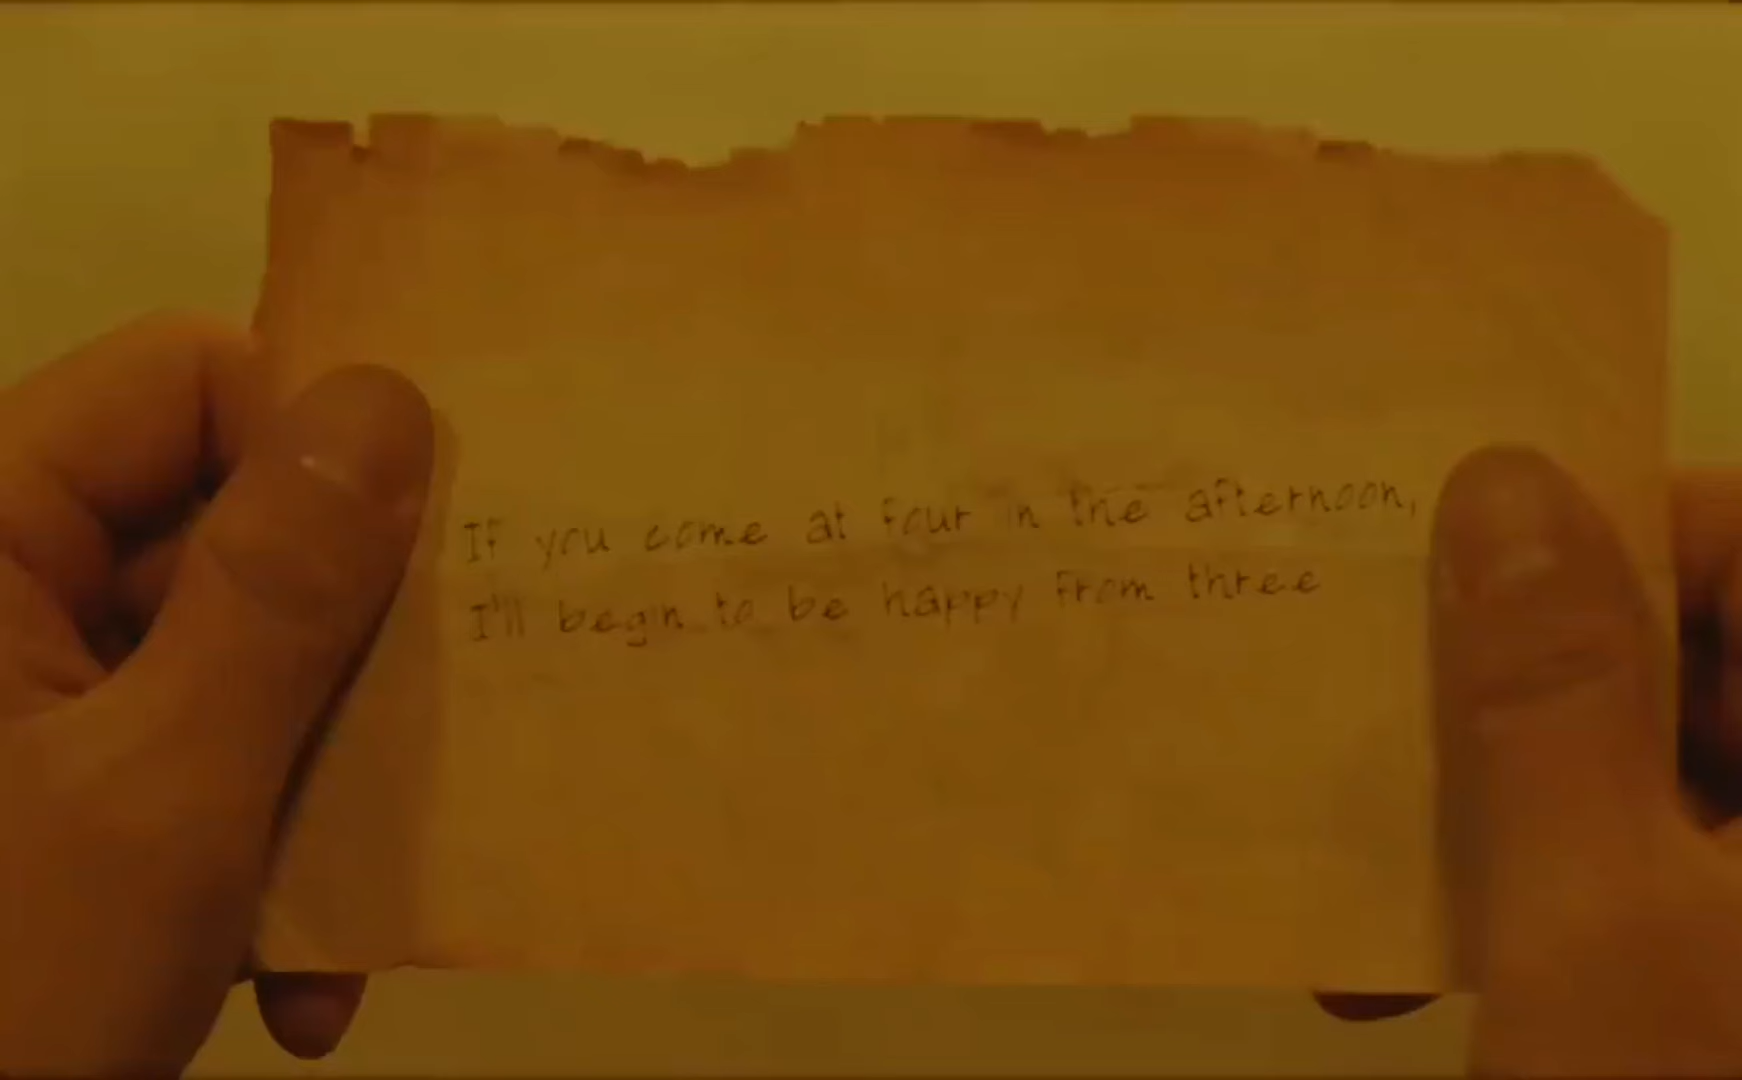 If you come at four in the afternoon,
I'll begin to be happy from three